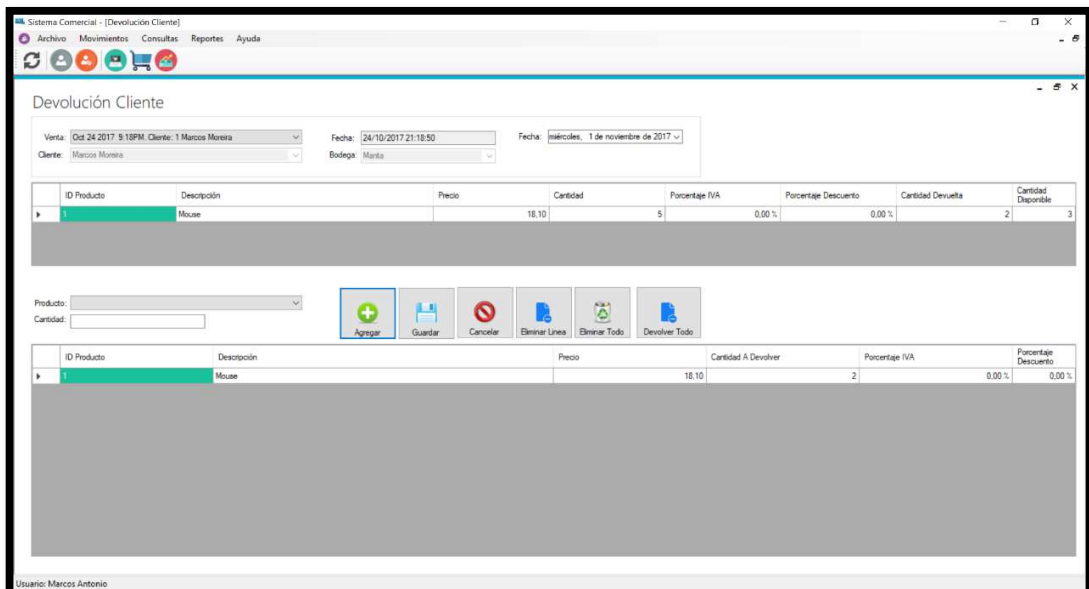 Sistema Comercial - [Devolución Cliente]
Archivo Movimientos Consultas Reportes Ayuda
Devolución Cliente
Venta: Oct 24 2017 9:18PM. Cliente: 1 Marcos Moreira Fecha: 24/10/2017 21:18:50 Fecha: miércoles, 1 de noviembre de 2017
Cliente: Marcos Moreira Bodega: Manta
ID Producto Descripción Precio Cantidad Porcentaje IVA Porcentaje Descuento Cantidad Devuelta Cantidad Disponible
1 Mouse 18,10 5 0,00 % 0,00 % 2 3
Producto:
Cantidad:
Agregar Guardar Cancelar Eliminar Linea Eliminar Todo Devolver Todo
ID Producto Descripción Precio Cantidad A Devolver Porcentaje IVA Porcentaje Descuento
1 Mouse 18,10 2 0,00 % 0,00 %
Usuario: Marcos Antonio